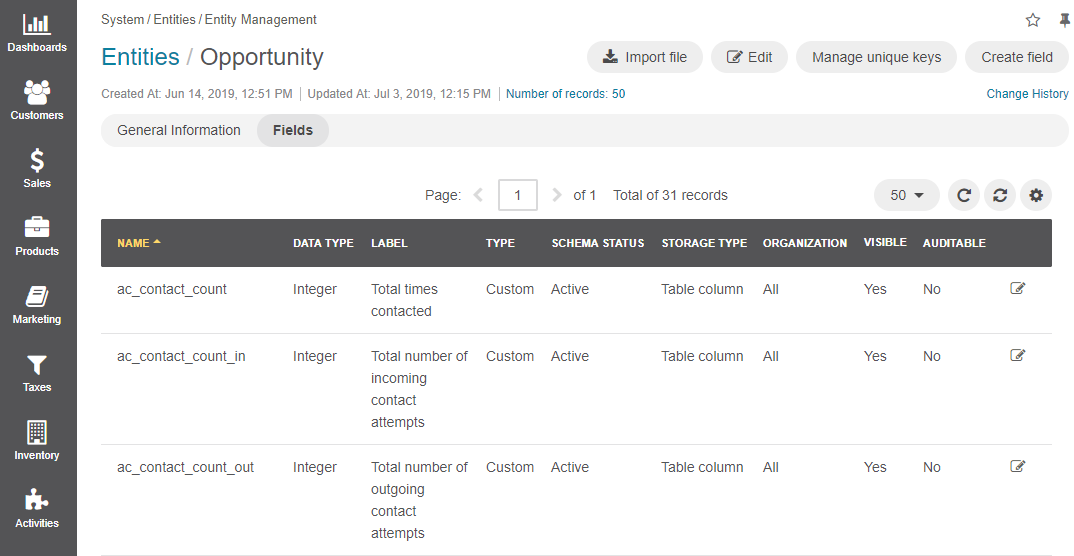 Dashboards
Customers
Sales
Products
Marketing
Taxes
Inventory
Activities
System / Entities / Entity Management
Entities / Opportunity
Import file
Edit
Manage unique keys
Create field
Created At: Jun 14, 2019, 12:51 PM | Updated At: Jul 3, 2019, 12:15 PM | Number of records: 50
Change History
General Information
Fields
Page: 1 of 1 Total of 31 records
50
NAME DATA TYPE LABEL TYPE SCHEMA STATUS STORAGE TYPE ORGANIZATION VISIBLE AUDITABLE
ac_contact_count Integer Total times Custom Active Table column All Yes No
contacted
ac_contact_count_in Integer Total number of Custom Active Table column All Yes No
incoming
contact
attempts
ac_contact_count_out Integer Total number of Custom Active Table column All Yes No
outgoing
contact
attempts